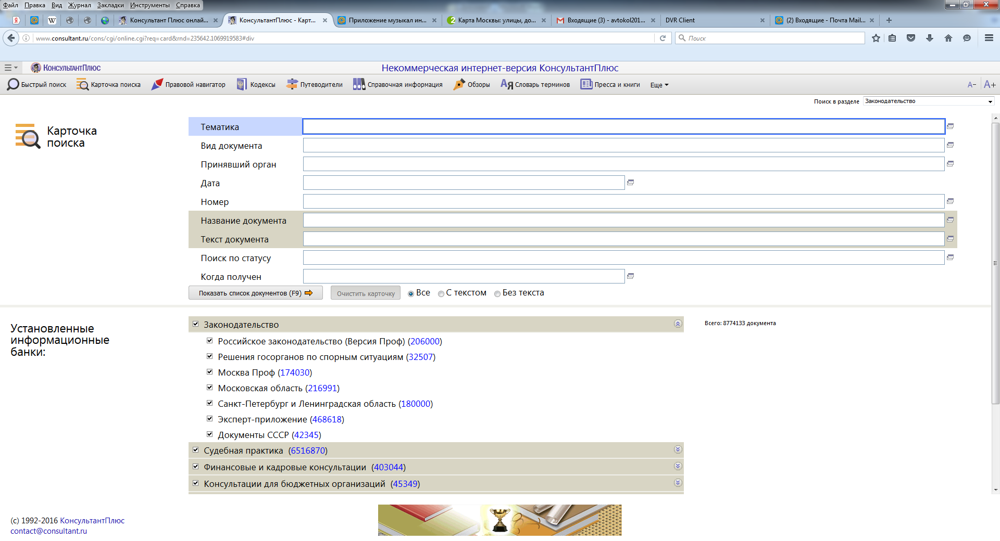 Файл Правка Вид Журнал Закладки Инструменты Справка
Я W Консультант Плюс онлай... КонсультантПлюс - Карт... Приложение музыкал ин... 2 Карта Москвы: улицы, до... Входящие (3) - avtokol201... DVR Client (2) Входящие - Почта Mail...
www.consultant.ru/cons/cgi/online.cgi?req=card&rnd=235642.1069919583#div Поиск
КонсультантПлюс Некоммерческая интернет-версия КонсультантПлюс
Быстрый поиск Карточка поиска Правовой навигатор Кодексы Путеводители Справочная информация Обзоры Ая Словарь терминов Пресса и книги Еще A- A+
Поиск в разделе Законодательство
Карточка
поиска
Тематика
Вид документа
Принявший орган
Дата
Номер
Название документа
Текст документа
Поиск по статусу
Когда получен
Показать список документов (F9) Очистить карточку Все С текстом Без текста
Установленные
информационные
банки:
Законодательство
Всего: 8774133 документа
Российское законодательство (Версия Проф) (206000)
Решения госорганов по спорным ситуациям (32507)
Москва Проф (174030)
Московская область (216991)
Санкт-Петербург и Ленинградская область (180000)
Эксперт-приложение (468618)
Документы СССР (42345)
Судебная практика (6516870)
Финансовые и кадровые консультации (403044)
Консультации для бюджетных организаций (45349)
(c) 1992-2016 КонсультантПлюс
contact@consultant.ru